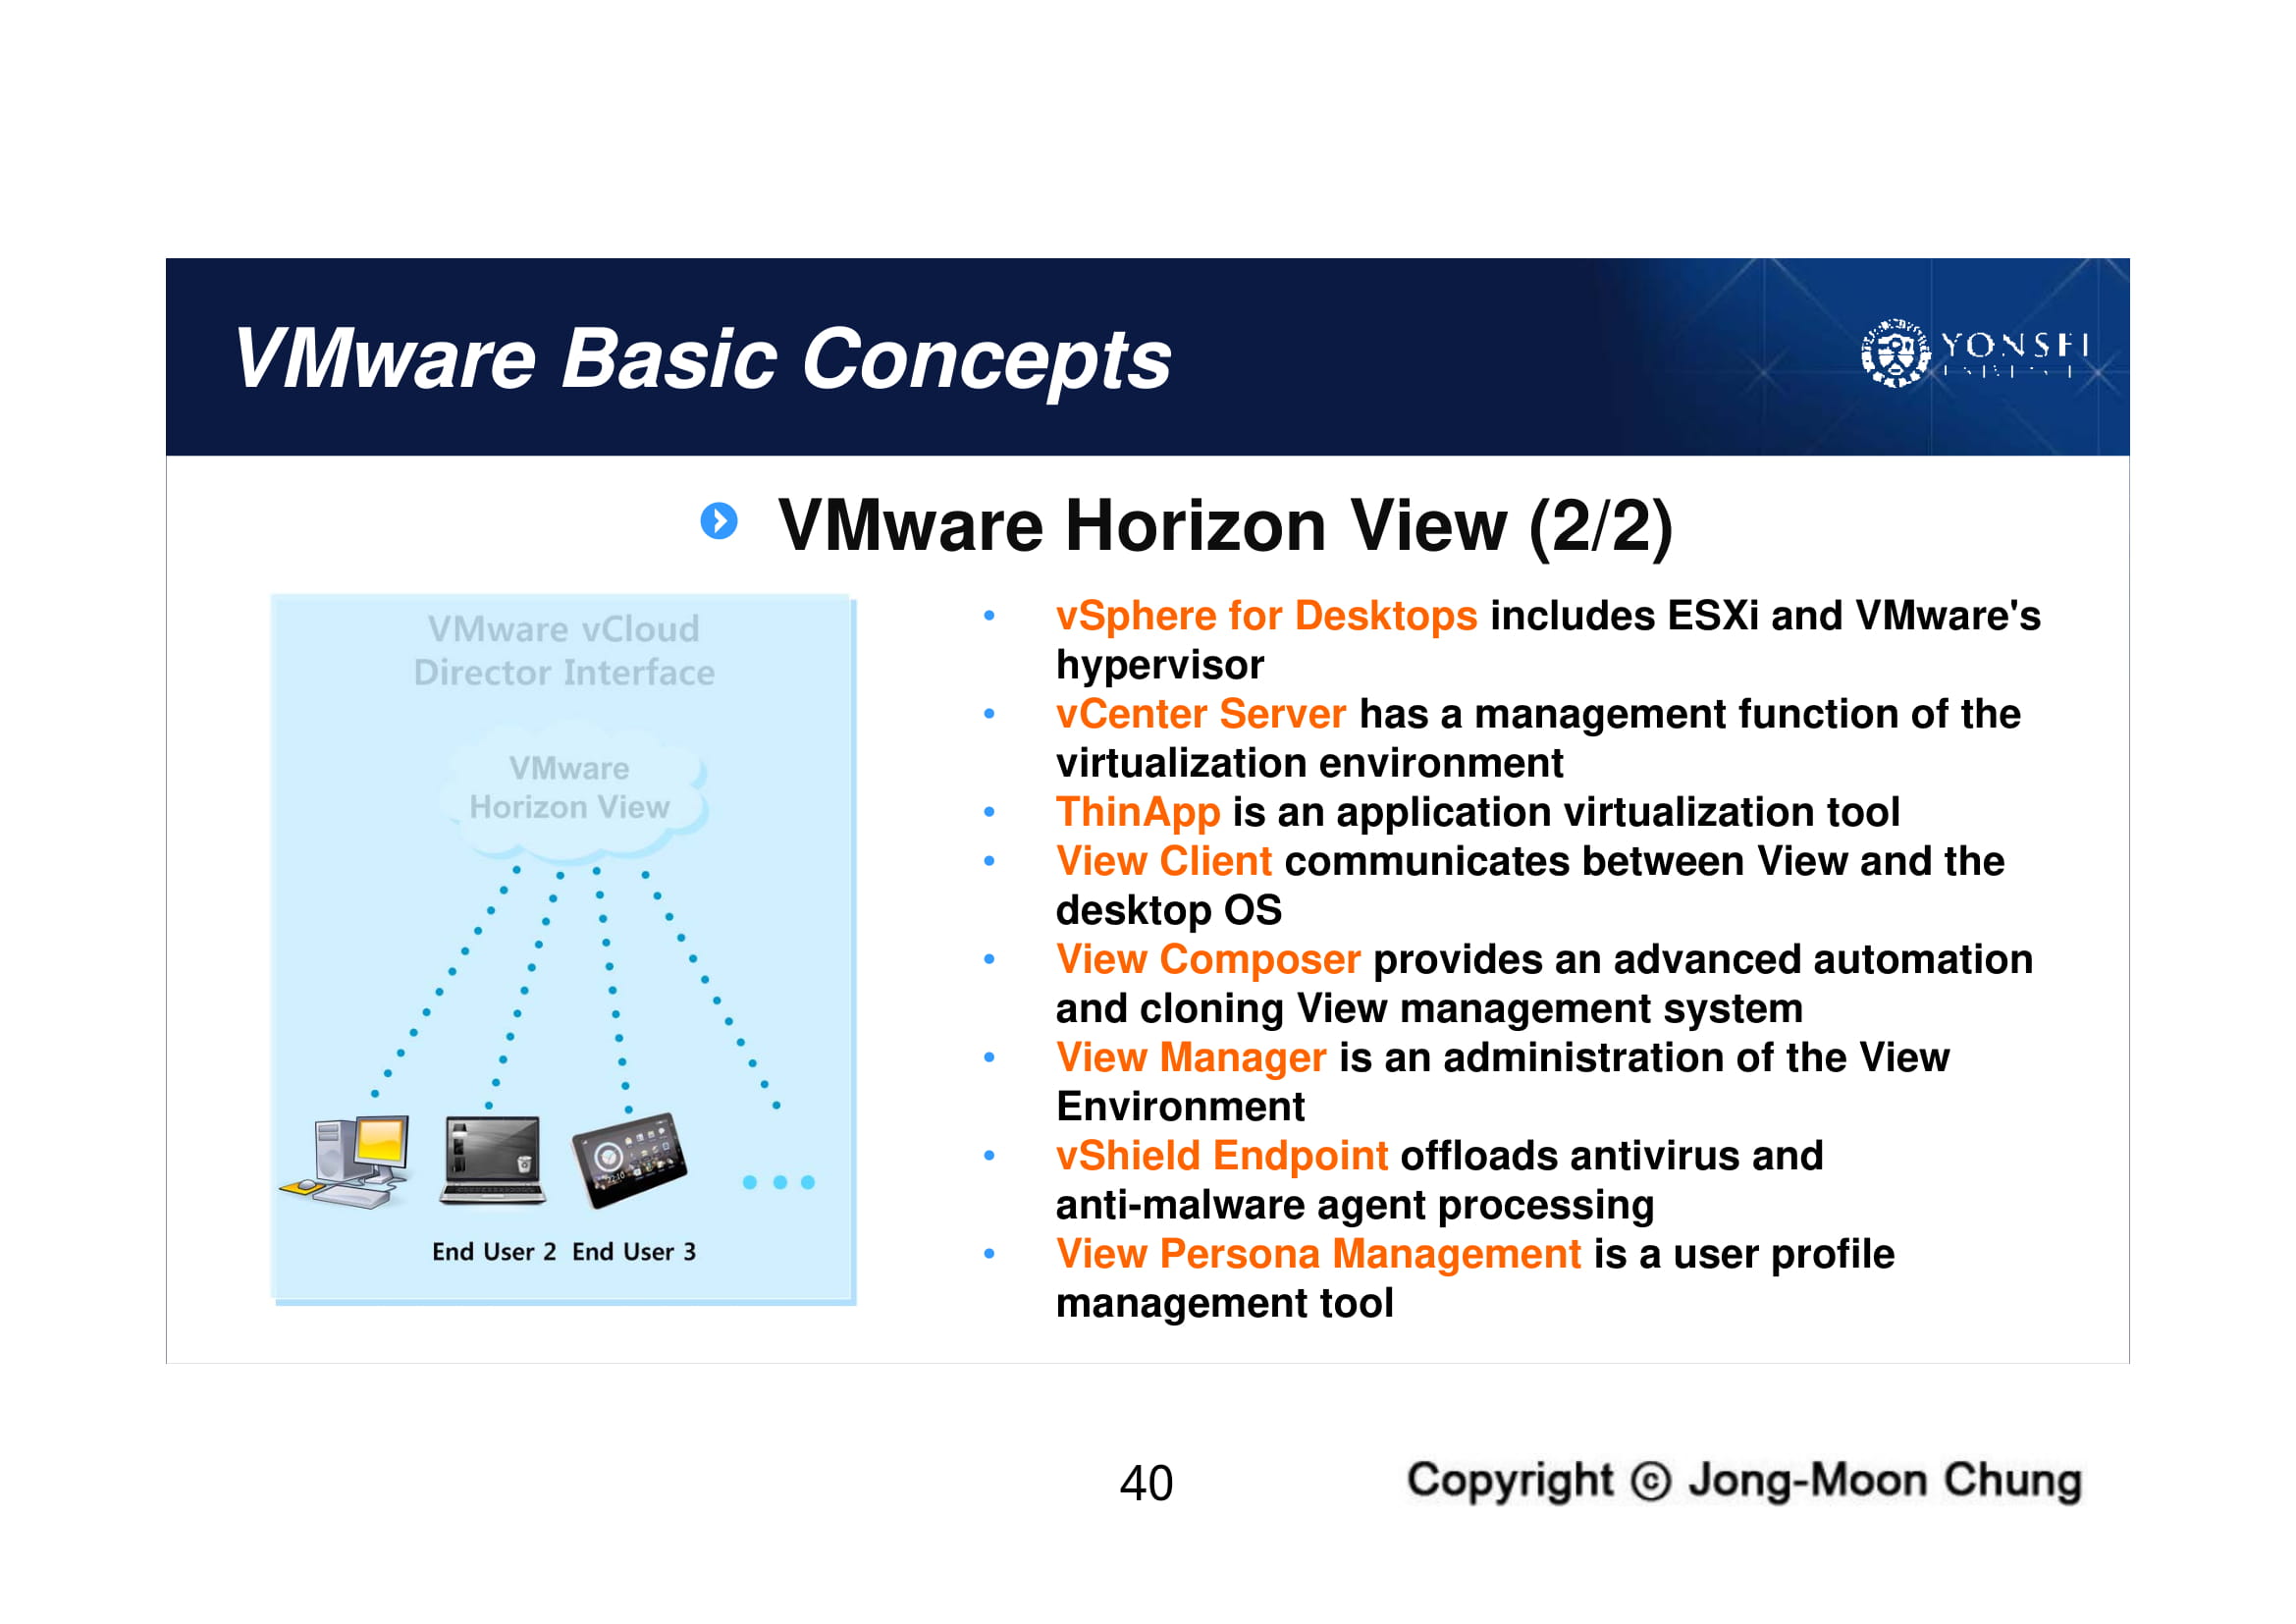 VMware Basic Concepts
YONSEI
VMware Horizon View (2/2)
VMware vCloud
Director Interface
VMware
Horizon View
End User 2 End User 3
• vSphere for Desktops includes ESXi and VMware's
hypervisor
• vCenter Server has a management function of the
virtualization environment
• ThinApp is an application virtualization tool
• View Client communicates between View and the
desktop OS
• View Composer provides an advanced automation
and cloning View management system
• View Manager is an administration of the View
Environment
• vShield Endpoint offloads antivirus and
anti-malware agent processing
• View Persona Management is a user profile
management tool
40
Copyright © Jong-Moon Chung